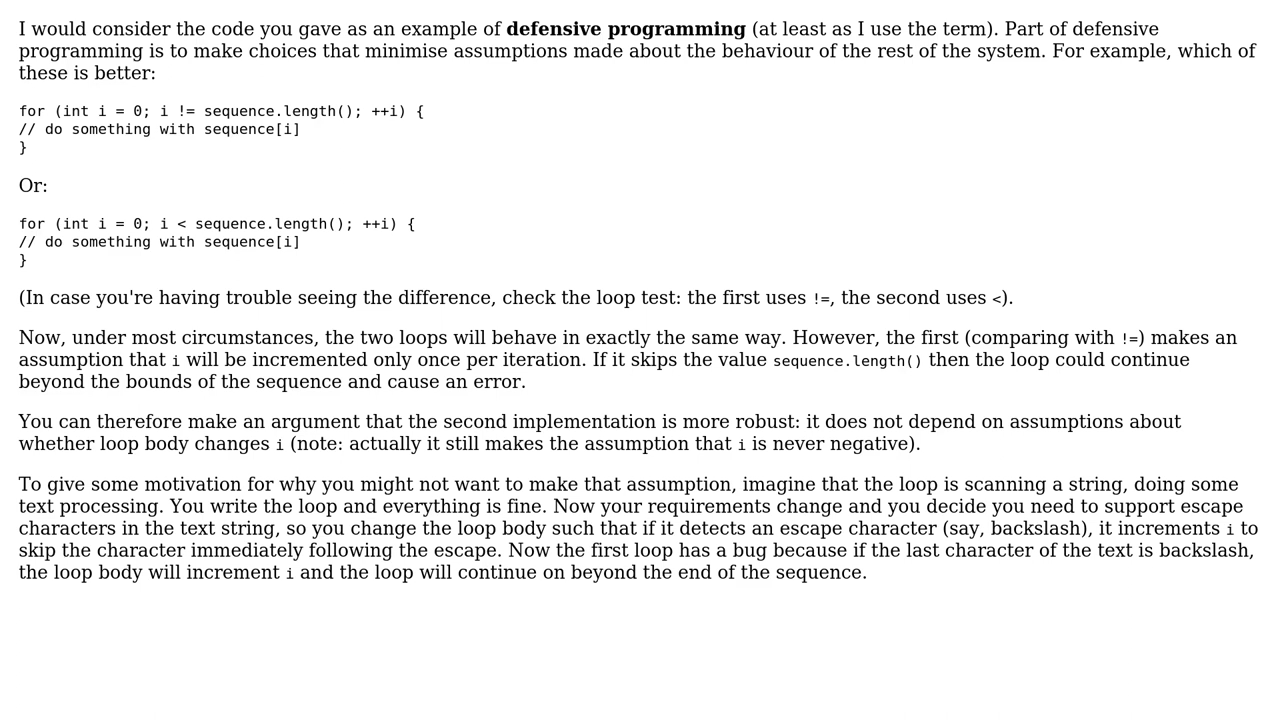 I would consider the code you gave as an example of defensive programming (at least as I use the term). Part of defensive
programming is to make choices that minimise assumptions made about the behaviour of the rest of the system. For example, which of
these is better:
for (int i = 0; i != sequence.length(); ++i) {
// do something with sequence[i]
}
Or:
for (int i = 0; i < sequence.length(); ++i) {
// do something with sequence[i]
}
(In case you're having trouble seeing the difference, check the loop test: the first uses !=, the second uses <).
Now, under most circumstances, the two loops will behave in exactly the same way. However, the first (comparing with !=) makes an
assumption that i will be incremented only once per iteration. If it skips the value sequence.length() then the loop could continue
beyond the bounds of the sequence and cause an error.
You can therefore make an argument that the second implementation is more robust: it does not depend on assumptions about
whether loop body changes i (note: actually it still makes the assumption that i is never negative).
To give some motivation for why you might not want to make that assumption, imagine that the loop is scanning a string, doing some
text processing. You write the loop and everything is fine. Now your requirements change and you decide you need to support escape
characters in the text string, so you change the loop body such that if it detects an escape character (say, backslash), it increments i to
skip the character immediately following the escape. Now the first loop has a bug because if the last character of the text is backslash,
the loop body will increment i and the loop will continue on beyond the end of the sequence.